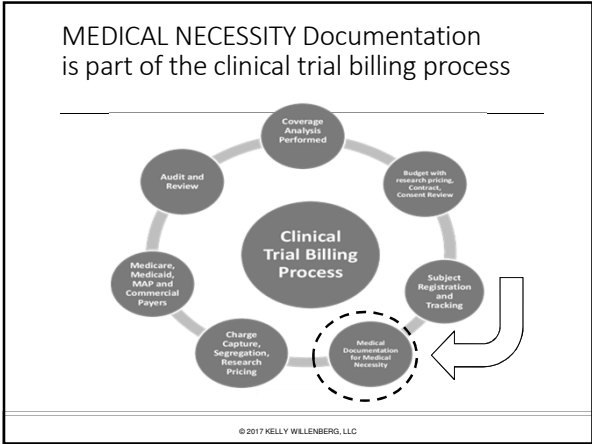 MEDICAL NECESSITY Documentation
is part of the clinical trial billing process
Coverage
Analysis
Performed
Budget with
research pricing,
Contract,
Consent Review
Subject
Registration
and
Tracking
Medical
Documentation
for Medical
Necessity
Charge
Capture,
Segregation,
Research
Pricing
Medicare,
Medicaid,
MAP and
Commercial
Payers
Audit and
Review
Clinical
Trial Billing
Process
© 2017 KELLY WILLENBERG, LLC